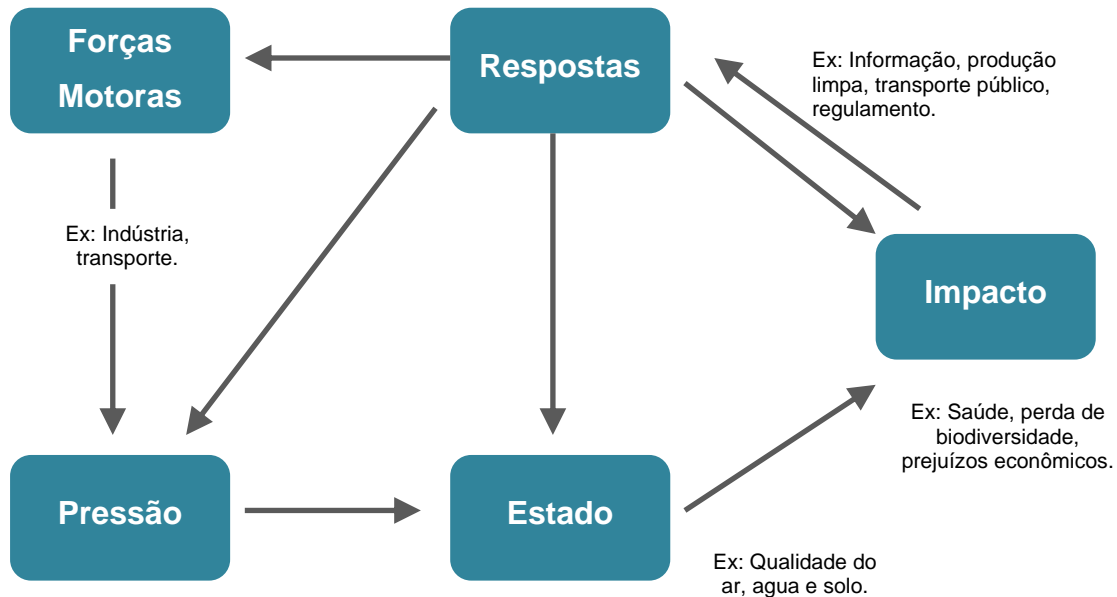 Forças
Motoras
Respostas
Ex: Informação, produção
limpa, transporte público,
regulamento.
Ex: Indústria,
transporte.
Impacto
Ex: Saúde, perda de
biodiversidade,
prejuízos econômicos.
Pressão
Estado
Ex: Qualidade do
ar, agua e solo.